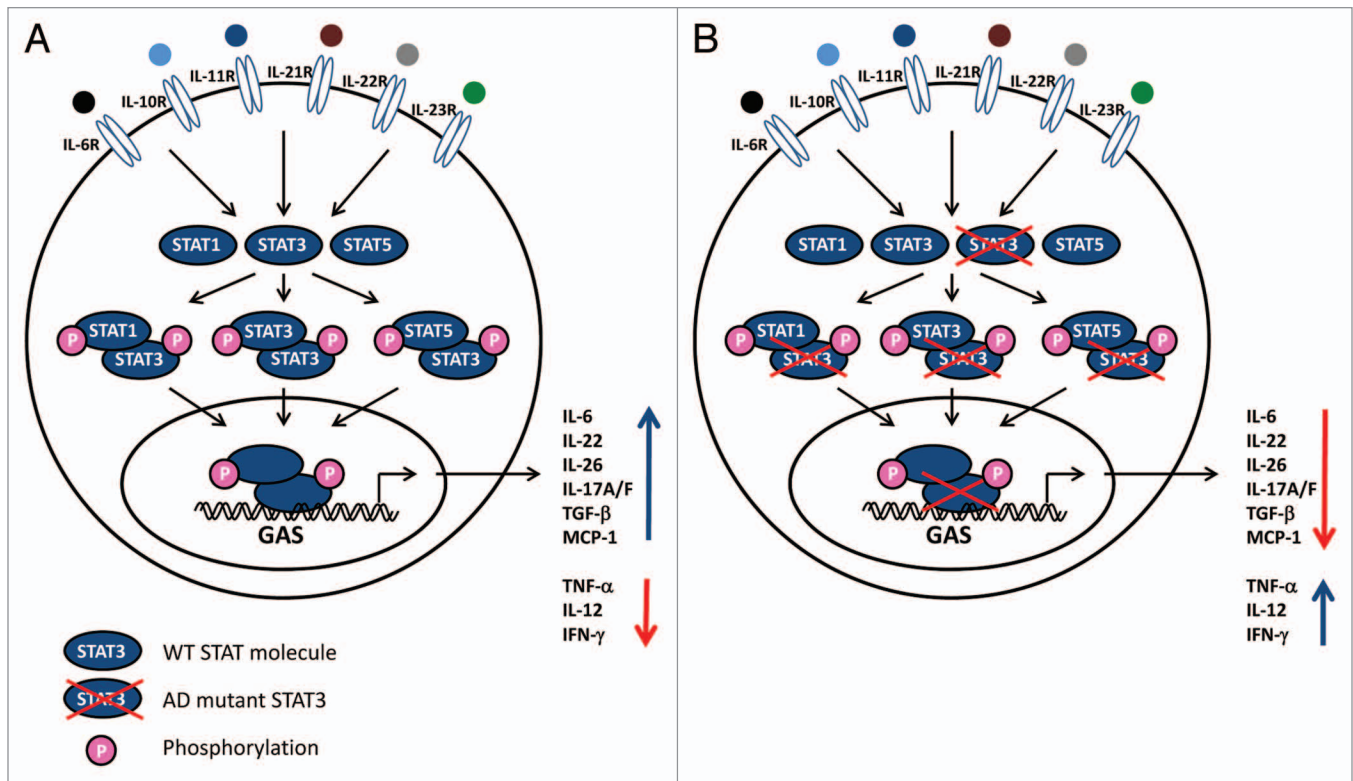 A
IL-6R
IL-10R
IL-11R
IL-21R
IL-22R
IL-23R
STAT1
STAT3
STAT5
P
STAT1
STAT3
P
P
STAT3
STAT3
P
P
STAT5
STAT3
P
P
P
GAS
IL-6
IL-22
IL-26
IL-17A/F
TGF-β
MCP-1
TNF-α
IL-12
IFN-γ
STAT3 WT STAT molecule
STAT3 AD mutant STAT3
P Phosphorylation
B
IL-6R
IL-10R
IL-11R
IL-21R
IL-22R
IL-23R
STAT1
STAT3
STAT3
STAT5
P
STAT1
STAT3
P
P
STAT3
STAT3
P
P
STAT5
STAT3
P
P
P
GAS
IL-6
IL-22
IL-26
IL-17A/F
TGF-β
MCP-1
TNF-α
IL-12
IFN-γ